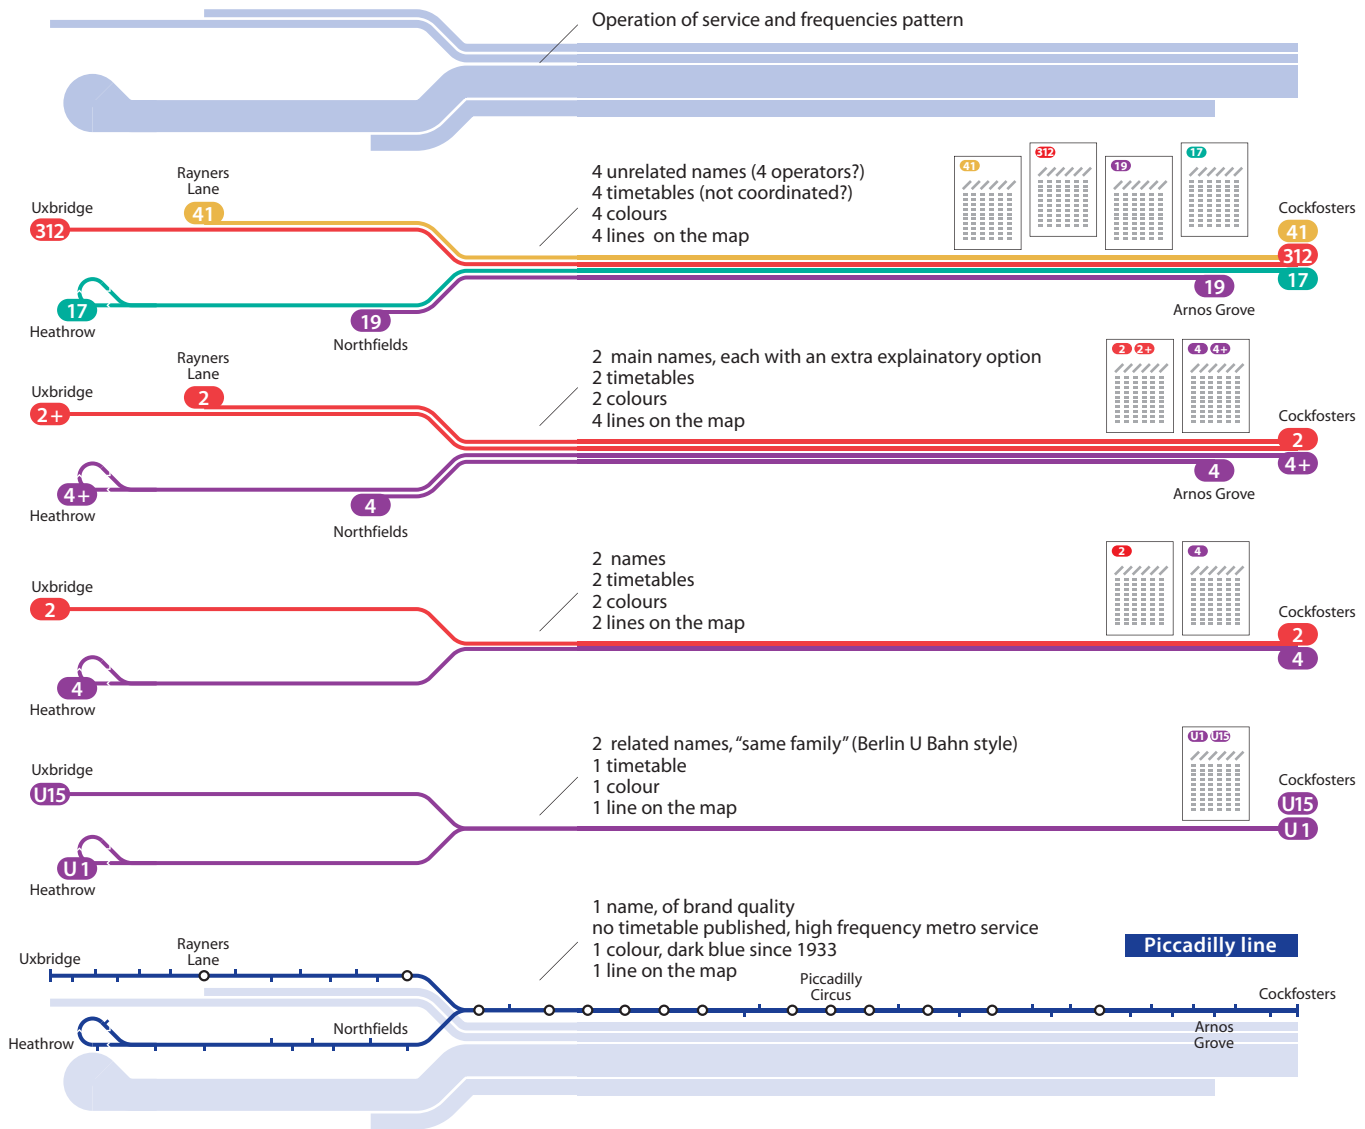 Operation of service and frequencies pattern
4 unrelated names (4 operators?)
4 timetables (not coordinated?)
4 colours
4 lines  on the map
Rayners
Lane
41
Uxbridge
312
17
Heathrow
19
Northfields
41
312
19
17
Cockfosters
41
312
17
19
Arnos Grove
2  main names, each with an extra explainatory option
2 timetables
2 colours
4 lines on the map
Rayners
Lane
2
Uxbridge
2+
4+
Heathrow
4
Northfields
2 2+
4 4+
Cockfosters
2
4+
4
Arnos Grove
2  names
2 timetables
2 colours
2 lines on the map
Uxbridge
2
4
Heathrow
2
4
Cockfosters
2
4
2  related names, “same family” (Berlin U Bahn style)
1 timetable
1 colour
1 line on the map
Uxbridge
U15
U1
Heathrow
U1 U15
Cockfosters
U15
U1
1 name, of brand quality
no timetable published, high frequency metro service
1 colour, dark blue since 1933
1 line on the map
Piccadilly line
Uxbridge
Rayners
Lane
Piccadilly
Circus
Cockfosters
Northfields
Heathrow
Arnos
Grove